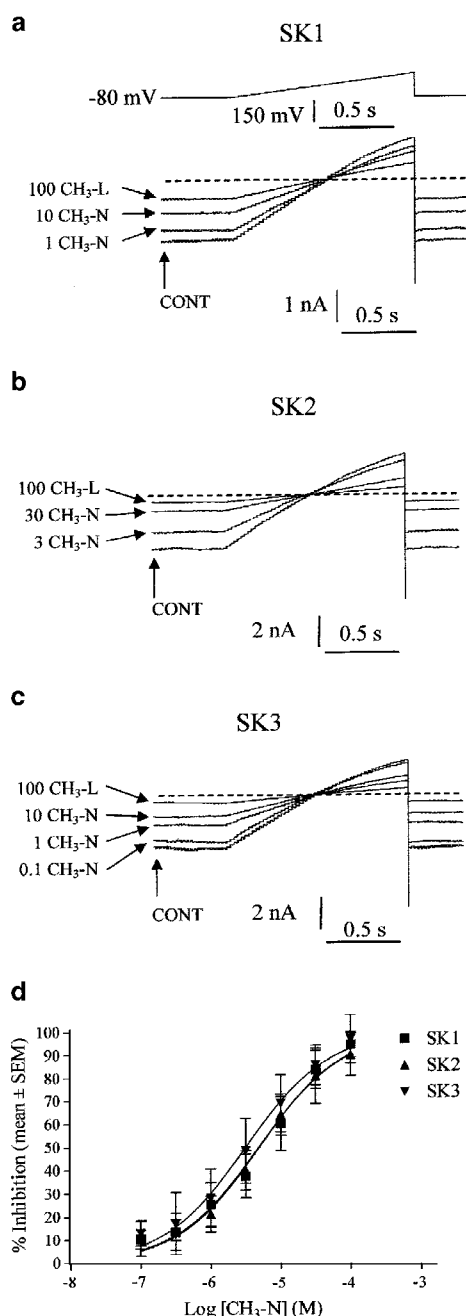 a
SK1
-80 mV
150 mV
0.5 s
100 CH₃-L
10 CH₃-N
1 CH₃-N
CONT
1 nA
0.5 s
b
SK2
100 CH₃-L
30 CH₃-N
3 CH₃-N
CONT
2 nA
0.5 s
c
SK3
100 CH₃-L
10 CH₃-N
1 CH₃-N
0.1 CH₃-N
CONT
2 nA
0.5 s
d
% Inhibition (mean ± SEM)
100
90
80
70
60
50
40
30
20
10
0
SK1
SK2
SK3
-8 -7 -6 -5 -4 -3
Log [CH₃-N] (M)